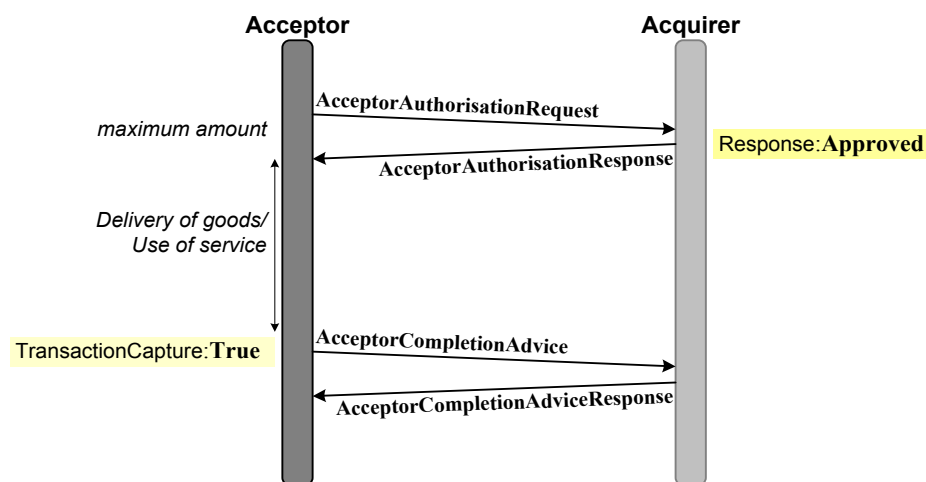 Acceptor
Acquirer
AcceptorAuthorisationRequest
maximum amount
Response:Approved
AcceptorAuthorisationResponse
Delivery of goods/
Use of service
AcceptorCompletionAdvice
TransactionCapture:True
AcceptorCompletionAdviceResponse